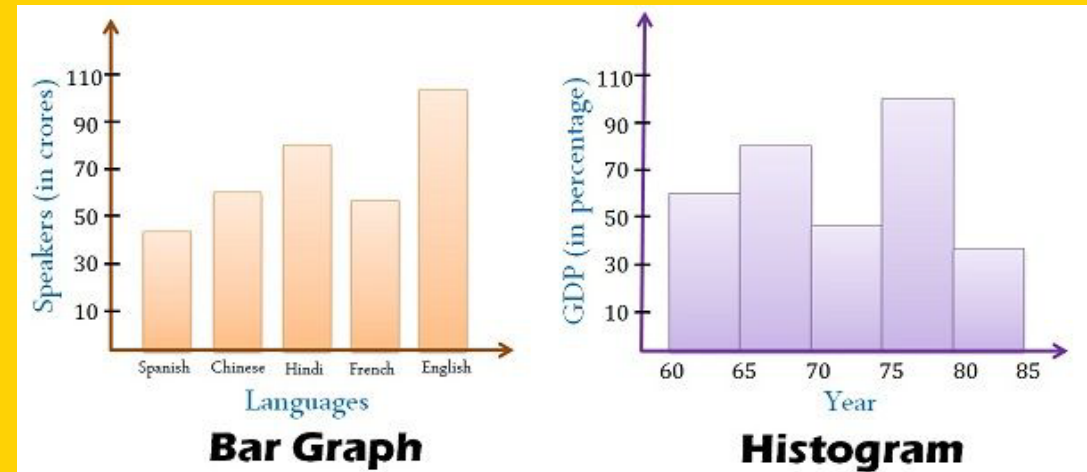 Speakers (in crores)
110
90
70
50
30
10
Spanish Chinese Hindi French English
Languages
Bar Graph
GDP (in percentage)
110
90
70
50
30
10
60 65 70 75 80 85
Year
Histogram